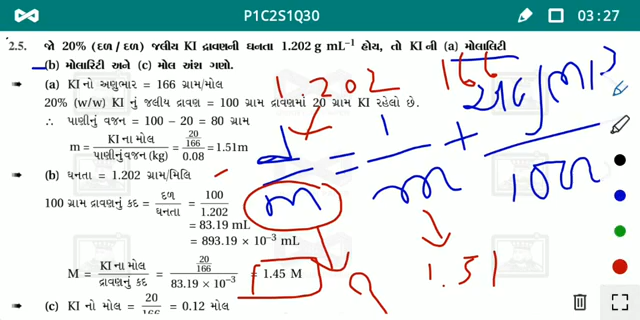 P1C2S1Q30
03:27
2.5. જો 20% (દળ / દળ) જલીય KI દ્રાવણની ઘનતા 1.202 g mL⁻¹ હોય, તો KI ની (a) મોલાલિટી
(b) મોલારિટી અને (c) મોલ અંશ ગણો.
(a) KI નો અણુભાર = 166 ગ્રામ/મોલ
1.202
166
20% (w/w) KI નું જલીય દ્રાવણ = 100 ગ્રામ દ્રાવણમાં 20 ગ્રામ KI રહેલો છે.
∴ પાણીનું વજન = 100 – 20 = 80 ગ્રામ
m = KI ના મોલ / પાણીનું વજન (kg) = 20/166 / 0.08 = 1.51m
d/m = 1/m + અણુભાર/1000
(b) ઘનતા = 1.202 ગ્રામ/મિલિ
100 ગ્રામ દ્રાવણનું કદ = દળ / ઘનતા = 100 / 1.202
= 83.19 mL
= 893.19 × 10⁻³ mL
M = KI ના મોલ / દ્રાવણનું કદ = 20/166 / 83.19 × 10⁻³ = 1.45 M
1.51
(c) KI નો મોલ = 20/166 = 0.12 મોલ